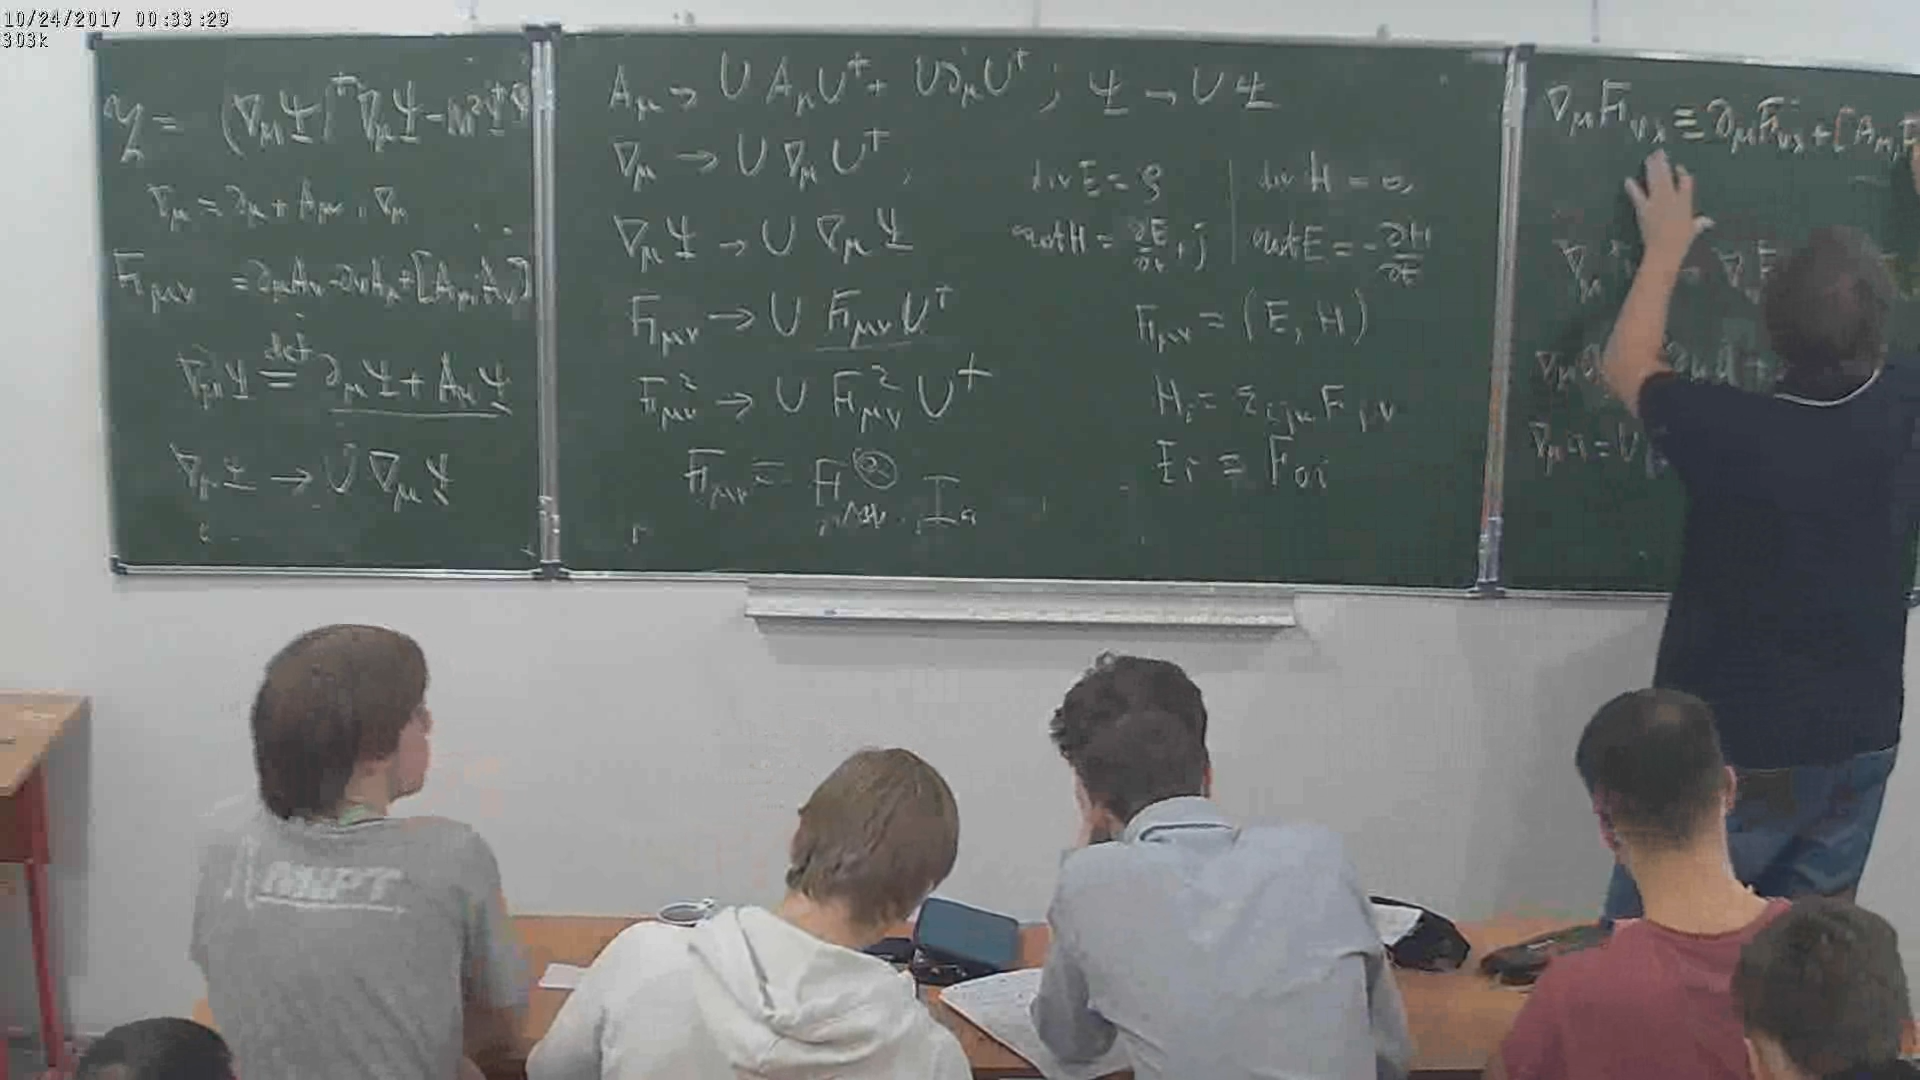 10/24/2017 00:33:29
303k
ℒ = (∇_μ Ψ)^+ ∇_μ Ψ - m² Ψ^+ Ψ
∇_μ = ∂_μ + A_μ
F_μν = ∂_μ A_ν - ∂_ν A_μ + [A_μ, A_ν]
∇_μ Ψ def= ∂_μ Ψ + A_μ Ψ
∇_μ Ψ → U ∇_μ Ψ
A_μ → U A_μ U^+ + U ∂_μ U^+ ; Ψ → U Ψ
∇_μ → U ∇_μ U^+
∇_μ Ψ → U ∇_μ Ψ
F_μν → U F_μν U^+
F²_μν → U F²_μν U^+
F_μν = F^a_μν I_a
div E = ρ | div H = 0,
rot H = ∂E/∂t + j | rot E = - ∂H/∂t
F_μν = (E, H)
H_i = ε_ijk F_jk
E_i ≡ F_0i
∇_μ F_νλ ≡ ∂_μ F_νλ + [A_μ, F
MIPT